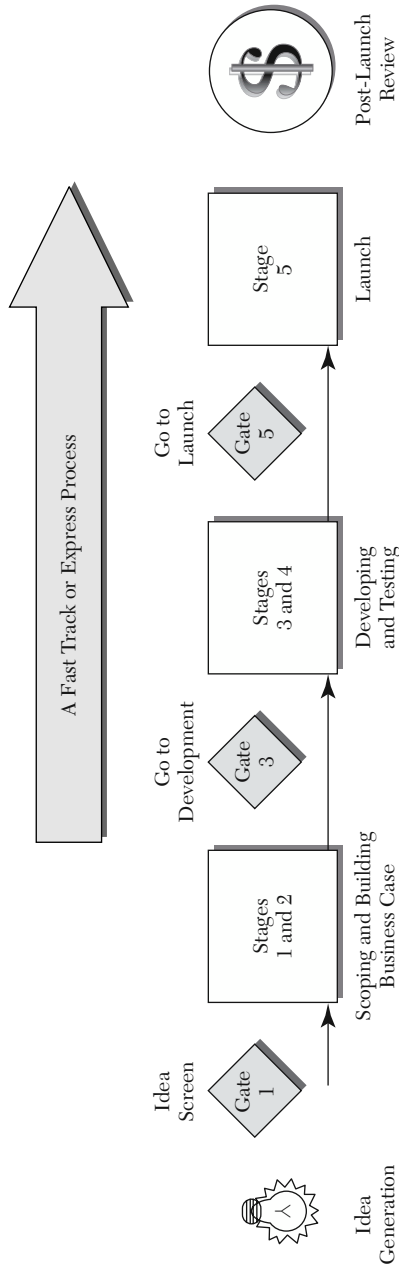 A Fast Track or Express Process
Idea
Screen
Go to
Development
Go to
Launch
Gate
1
Stages
1 and 2
Gate
3
Stages
3 and 4
Gate
5
Stage
5
$
Idea
Generation
Scoping and Building
Business Case
Developing
and Testing
Launch
Post-Launch
Review